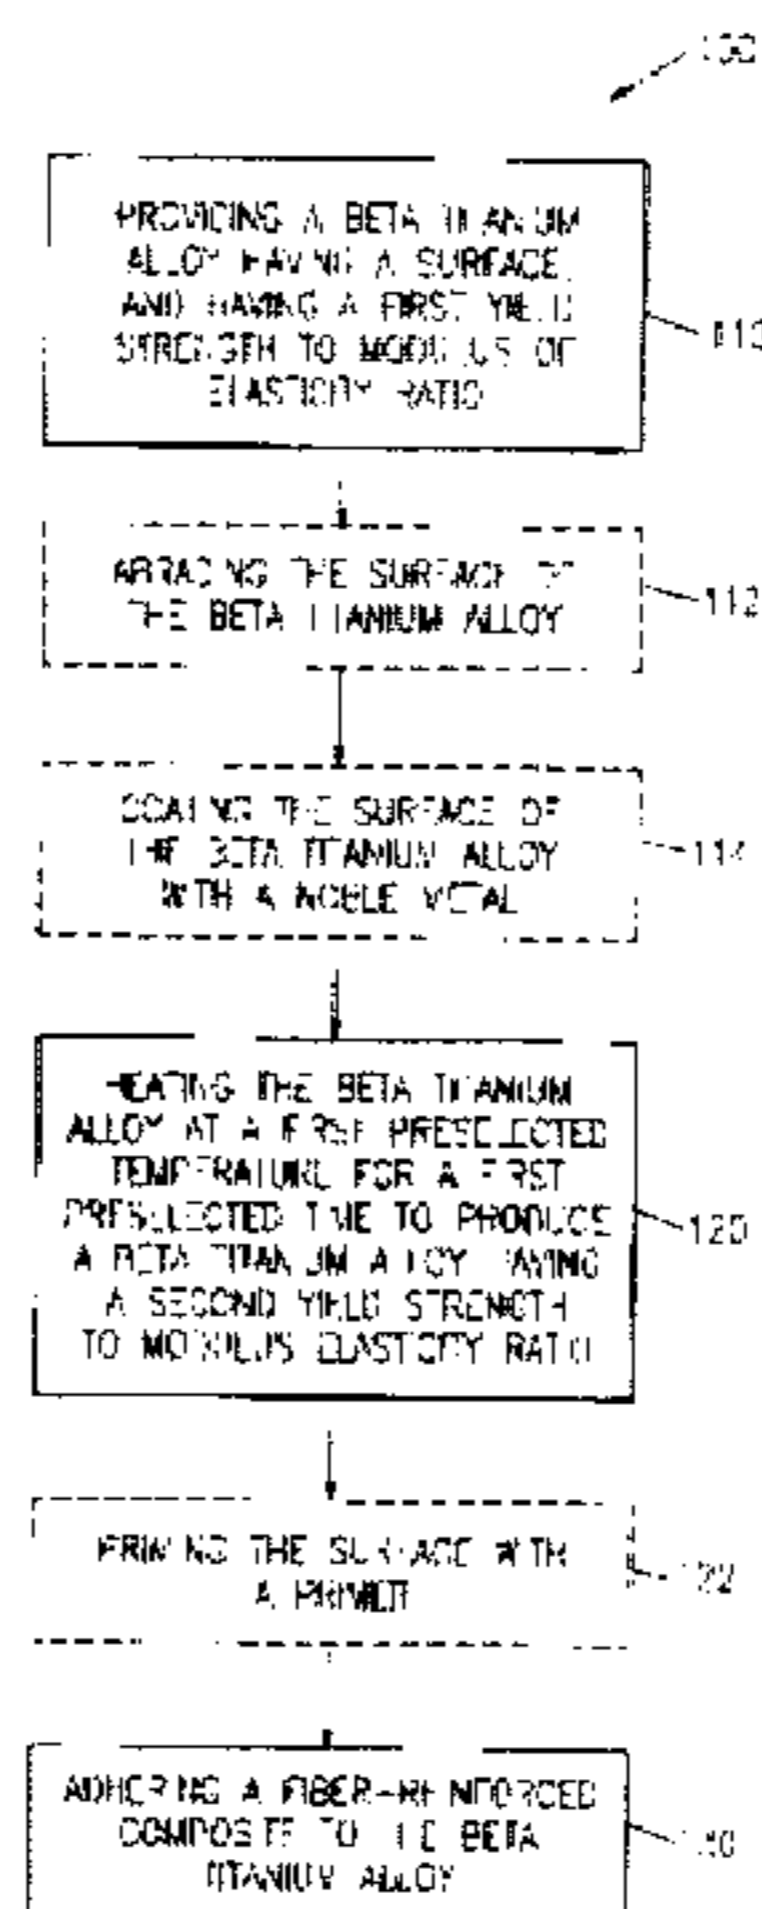 100
PROVIDING A BETA TITANIUM
ALLOY HAVING A SURFACE,
AND HAVING A FIRST YIELD
STRENGTH TO MODULUS OF
ELASTICITY RATIO
110
ABRADING THE SURFACE OF
THE BETA TITANIUM ALLOY
112
COATING THE SURFACE OF
THE BETA TITANIUM ALLOY
WITH A NOBLE METAL
114
HEATING THE BETA TITANIUM
ALLOY AT A FIRST PRESELECTED
TEMPERATURE FOR A FIRST
PRESELECTED TIME TO PRODUCE
A BETA TITANIUM ALLOY HAVING
A SECOND YIELD STRENGTH
TO MODULUS ELASTICITY RATIO
120
PRIMING THE SURFACE WITH
A PRIMER
122
ADHERING A FIBER-REINFORCED
COMPOSITE TO THE BETA
TITANIUM ALLOY
130